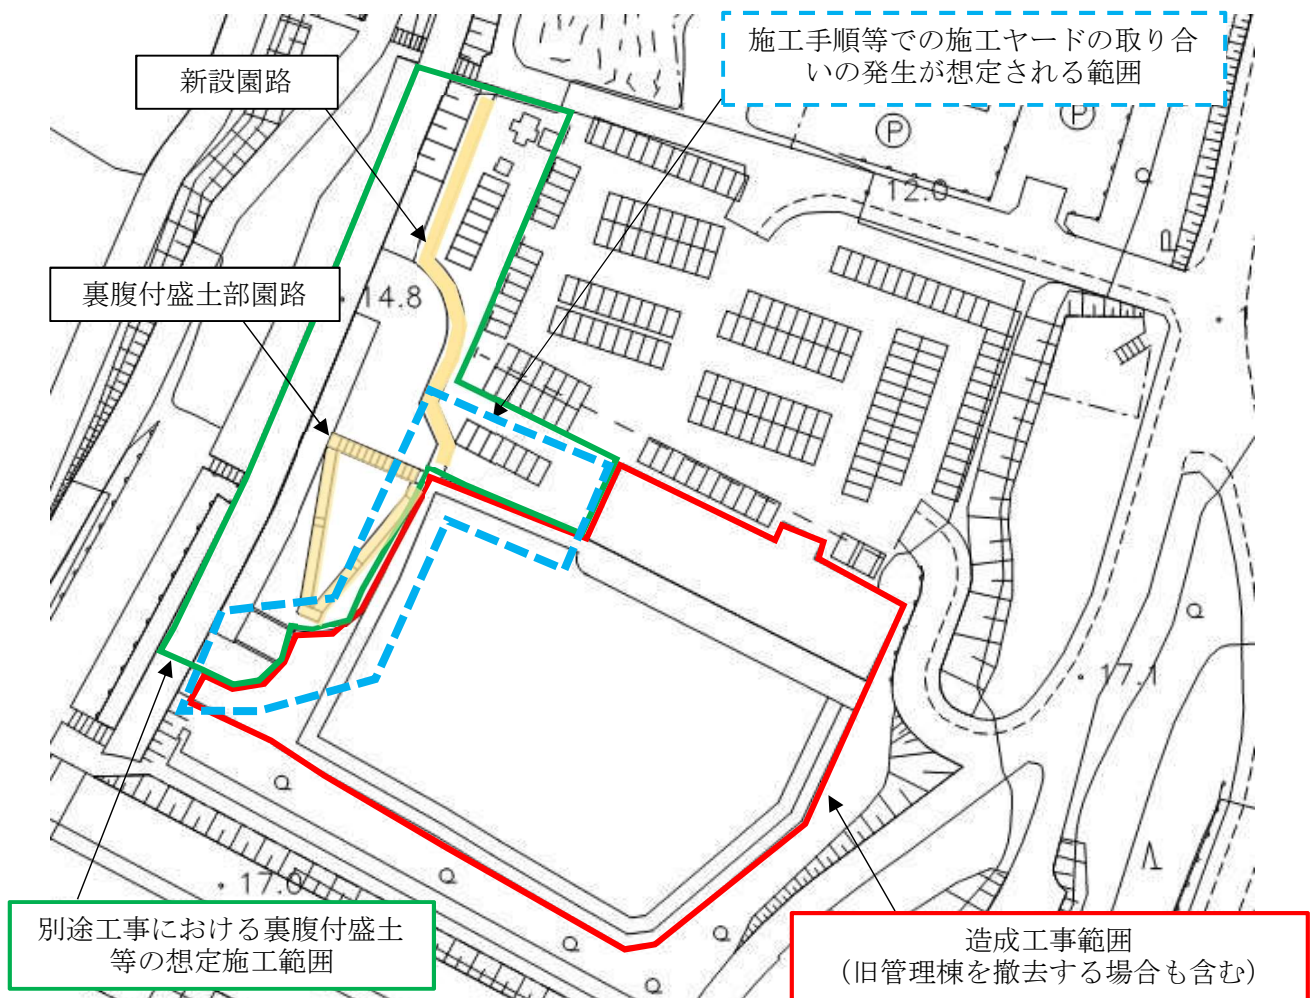 施工手順等での施工ヤードの取り合
いの発生が想定される範囲
新設園路
P
P
12.0
裏腹付盛土部園路
14.8
17.1
17.0
別途工事における裏腹付盛土
等の想定施工範囲
造成工事範囲
（旧管理棟を撤去する場合も含む）